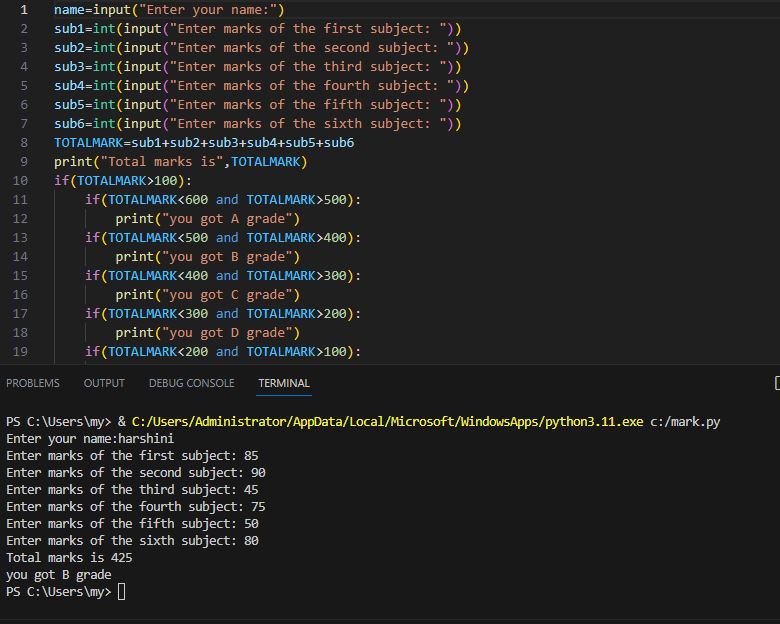 1 name=input("Enter your name:")
2 sub1=int(input("Enter marks of the first subject: "))
3 sub2=int(input("Enter marks of the second subject: "))
4 sub3=int(input("Enter marks of the third subject: "))
5 sub4=int(input("Enter marks of the fourth subject: "))
6 sub5=int(input("Enter marks of the fifth subject: "))
7 sub6=int(input("Enter marks of the sixth subject: "))
8 TOTALMARK=sub1+sub2+sub3+sub4+sub5+sub6
9 print("Total marks is",TOTALMARK)
10 if(TOTALMARK>100):
11 if(TOTALMARK<600 and TOTALMARK>500):
12 print("you got A grade")
13 if(TOTALMARK<500 and TOTALMARK>400):
14 print("you got B grade")
15 if(TOTALMARK<400 and TOTALMARK>300):
16 print("you got C grade")
17 if(TOTALMARK<300 and TOTALMARK>200):
18 print("you got D grade")
19 if(TOTALMARK<200 and TOTALMARK>100):
PROBLEMS OUTPUT DEBUG CONSOLE TERMINAL
PS C:\Users\my> & C:/Users/Administrator/AppData/Local/Microsoft/WindowsApps/python3.11.exe c:/mark.py
Enter your name:harshini
Enter marks of the first subject: 85
Enter marks of the second subject: 90
Enter marks of the third subject: 45
Enter marks of the fourth subject: 75
Enter marks of the fifth subject: 50
Enter marks of the sixth subject: 80
Total marks is 425
you got B grade
PS C:\Users\my>